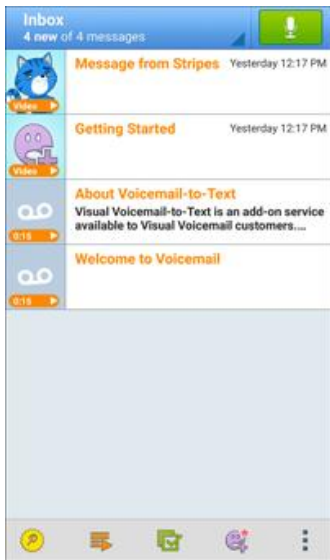 Inbox
4 new of 4 messages
Message from Stripes Yesterday 12:17 PM
Video
Getting Started Yesterday 12:17 PM
Video
About Voicemail-to-Text
Visual Voicemail-to-Text is an add-on service
available to Visual Voicemail customers....
0:15
Welcome to Voicemail
0:15